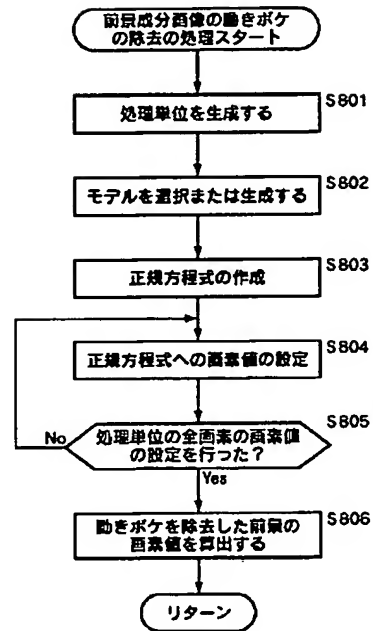 前景成分画像の動きボケ
の除去の処理スタート
S801
処理単位を生成する
S802
モデルを選択または生成する
S803
正規方程式の作成
S804
正規方程式への画素値の設定
S805
No
処理単位の全画素の画素値
の設定を行った?
Yes
S806
動きボケを除去した前景の
画素値を算出する
リターン